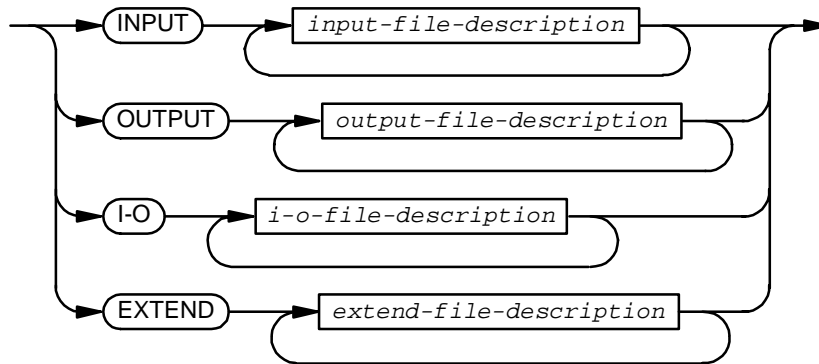 INPUT input-file-description
OUTPUT output-file-description
I-O i-o-file-description
EXTEND extend-file-description